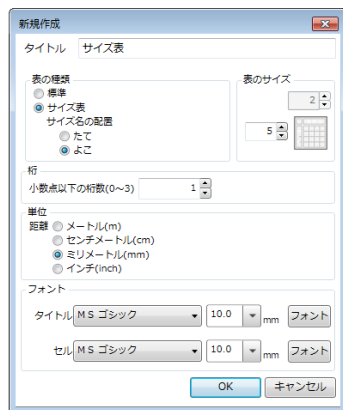 新規作成
タイトル サイズ表
表の種類
標準
サイズ表
サイズ名の配置
たて
よこ
表のサイズ
2
5
桁
小数点以下の桁数(0～3) 1
単位
距離 メートル(m)
センチメートル(cm)
ミリメートル(mm)
インチ(inch)
フォント
タイトル ＭＳ ゴシック 10.0 mm フォント
セル ＭＳ ゴシック 10.0 mm フォント
OK キャンセル